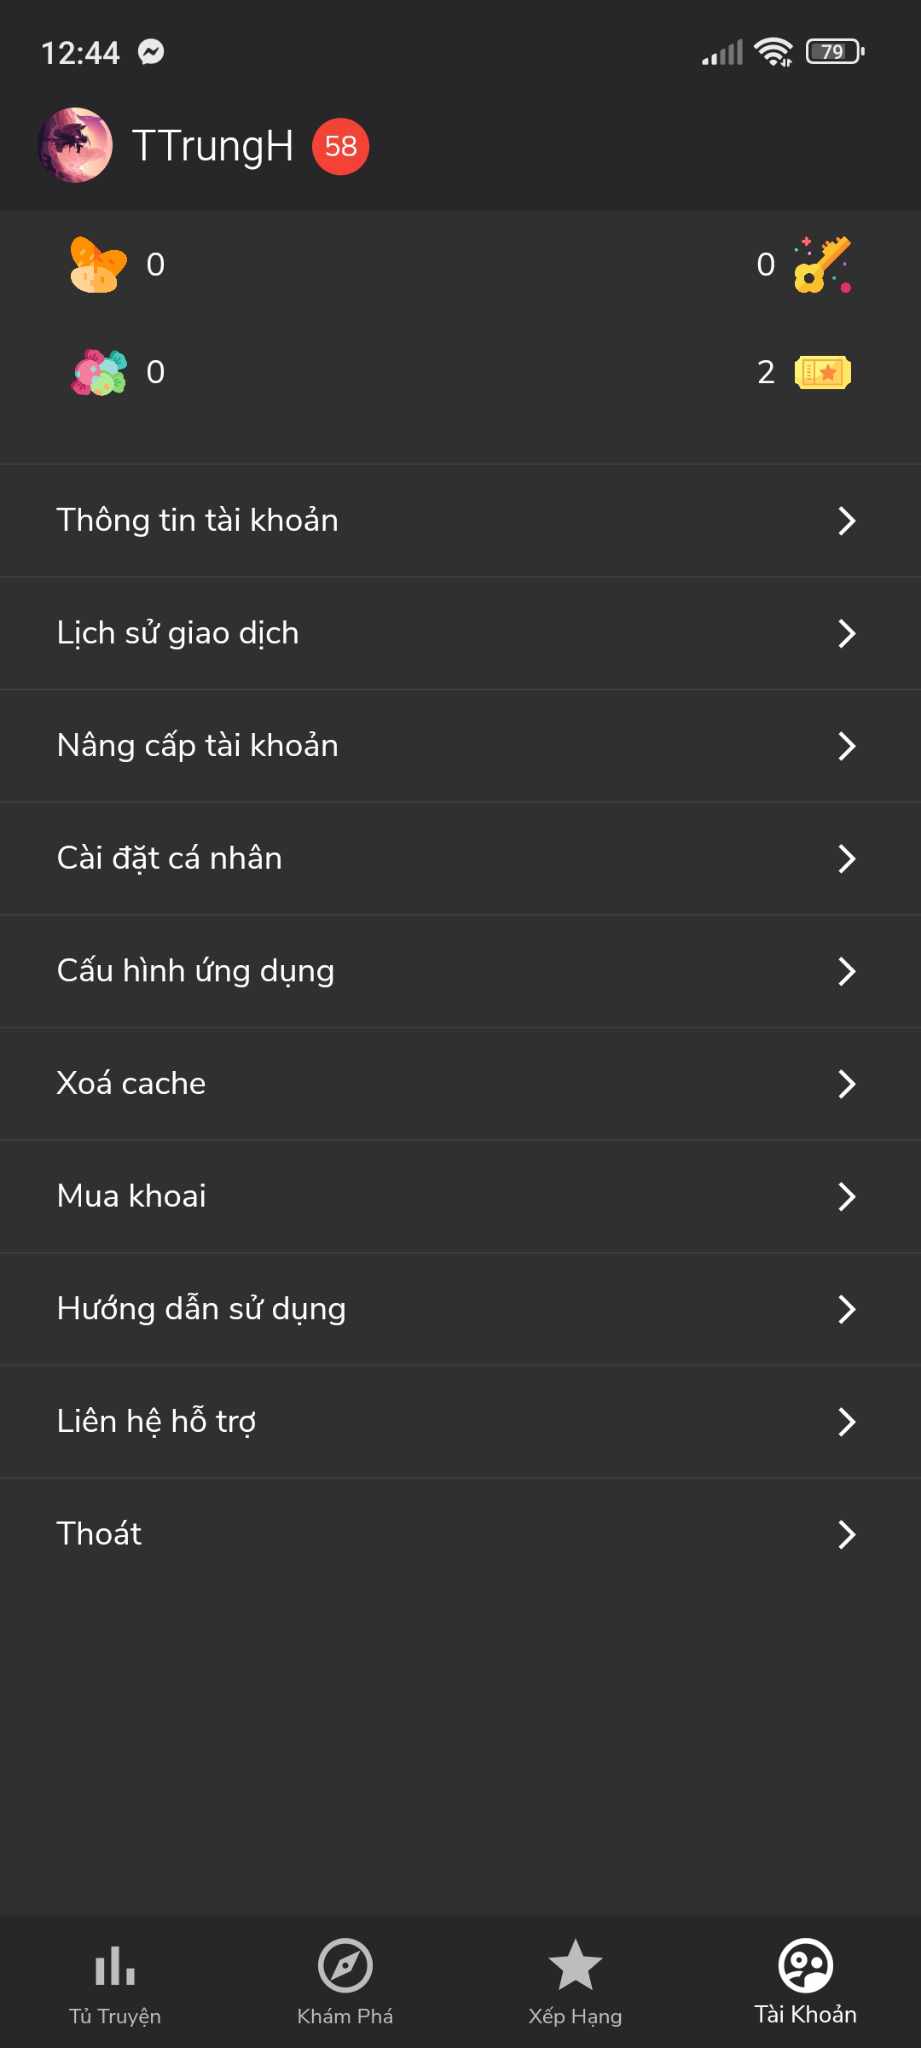 12:44
79
TTrungH 58
0 0
0 2
Thông tin tài khoản
Lịch sử giao dịch
Nâng cấp tài khoản
Cài đặt cá nhân
Cấu hình ứng dụng
Xoá cache
Mua khoai
Hướng dẫn sử dụng
Liên hệ hỗ trợ
Thoát
Tủ Truyện Khám Phá Xếp Hạng Tài Khoản